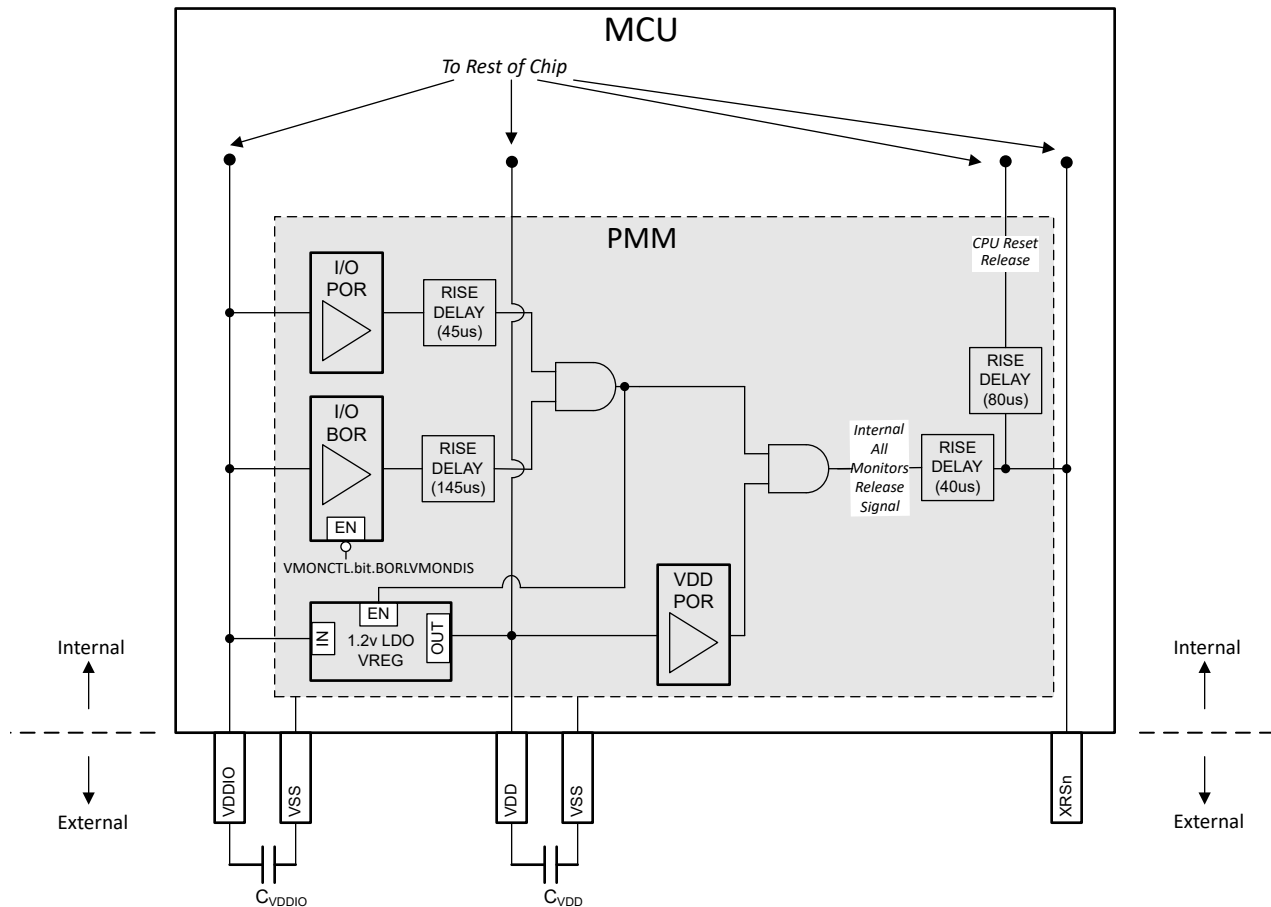 MCU
To Rest of Chip
PMM
I/O
POR
RISE
DELAY
(45us)
CPU Reset
Release
RISE
DELAY
(80us)
I/O
BOR
EN
RISE
DELAY
(145us)
VMONCTL.bit.BORLVMONDIS
Internal
All
Monitors
Release
Signal
RISE
DELAY
(40us)
EN
IN
1.2v LDO
VREG
OUT
VDD
POR
Internal
External
Internal
External
VDDIO
VSS
VDD
VSS
XRSn
CVDDIO
CVDD